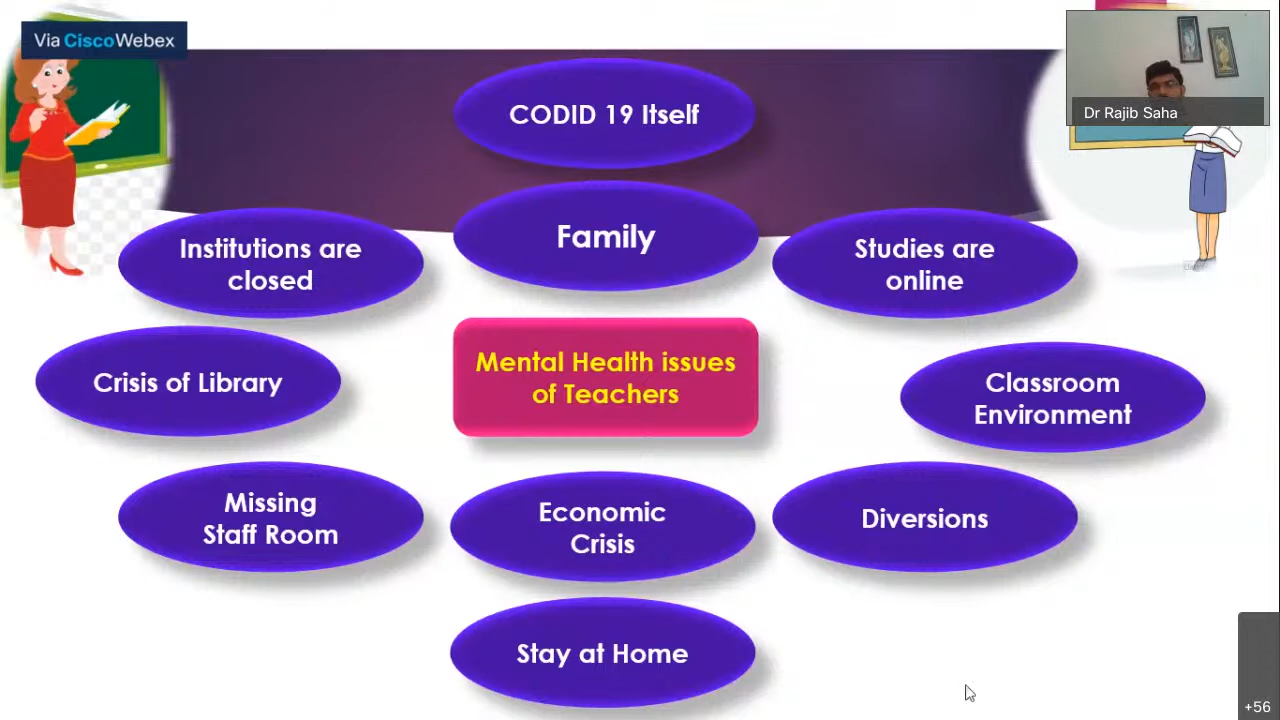 Via CiscoWebex
Dr Rajib Saha
CODID 19 Itself
Family
Institutions are
closed
Studies are
online
Crisis of Library
Mental Health issues
of Teachers
Classroom
Environment
Missing
Staff Room
Economic
Crisis
Diversions
Stay at Home
+56